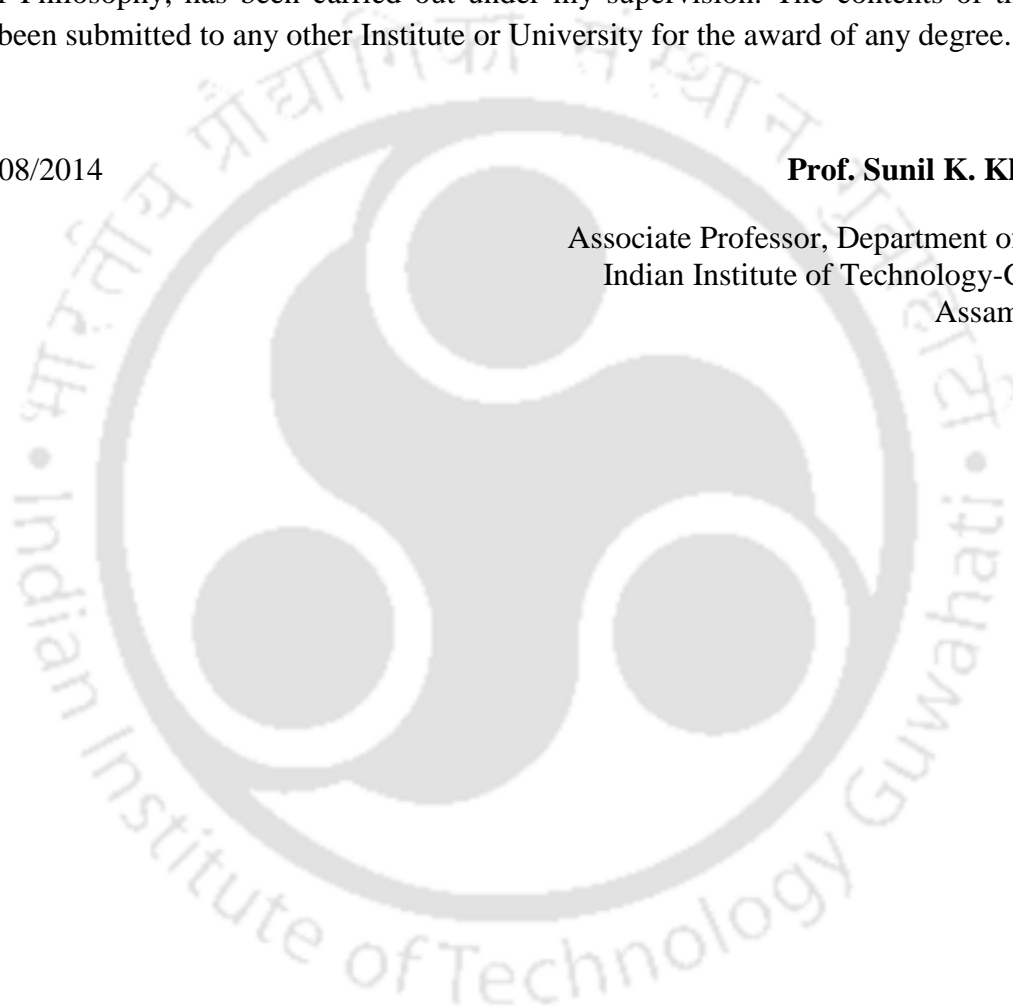 Philosophy, has been carried out under my supervision. The contents of
been submitted to any other Institute or University for the award of any degree.
08/2014
Prof. Sunil K.
Associate Professor, Department
Indian Institute of Technology-
Assam
भारतीय प्रौद्योगिकी संस्थान गुवाहाटी
• Indian Institute of Technology Guwahati •